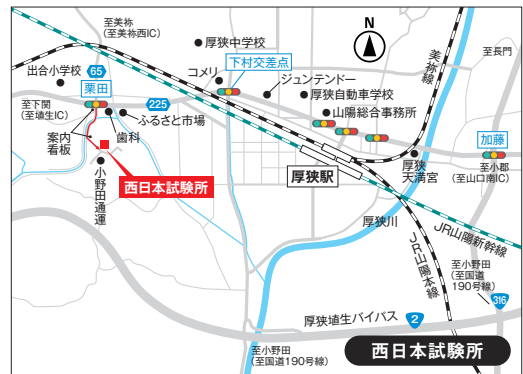 至美祢
(至美祢西IC)
N
厚狭中学校
出合小学校
65
コメリ
下村交差点
ジュンテンドー
美祢線
至長門
栗田
厚狭自動車学校
至下関
(至埴生IC)
225
ふるさと市場
山陽総合事務所
案内
看板
歯科
加藤
厚狭
天満宮
至小郡
(至山口南IC)
西日本試験所
小野田通運
厚狭駅
厚狭川
JR山陽新幹線
JR山陽本線
至小野田
(至国道
190号線)
316
厚狭埴生バイパス
2
至小野田
(至国道190号線)
西日本試験所